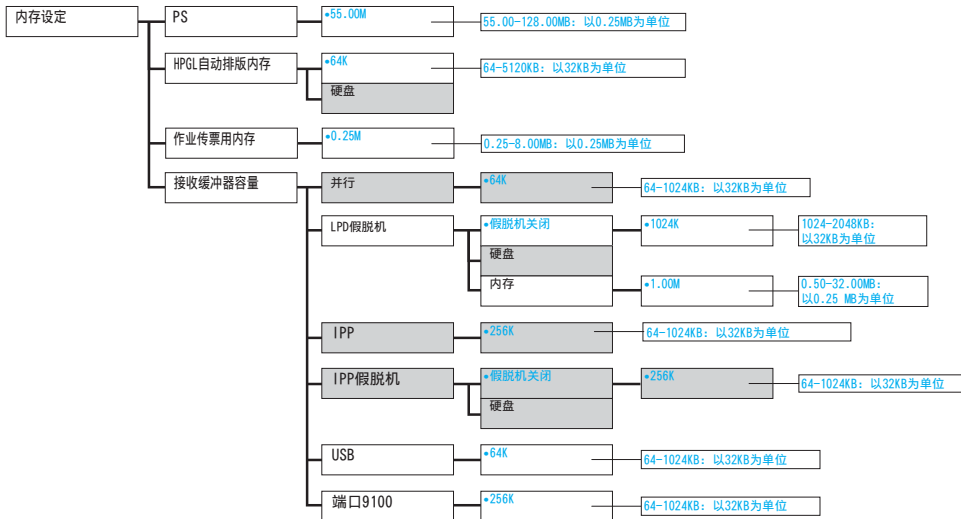 内存设定
PS
•55.00M
55.00-128.00MB: 以0.25MB为单位
HPGL自动排版内存
•64K
64-5120KB: 以32KB为单位
硬盘
作业传票用内存
•0.25M
0.25-8.00MB: 以0.25MB为单位
接收缓冲器容量
并行
•64K
64-1024KB: 以32KB为单位
LPD假脱机
•假脱机关闭
•1024K
1024-2048KB:
以32KB为单位
硬盘
内存
•1.00M
0.50-32.00MB:
以0.25 MB为单位
IPP
•256K
64-1024KB: 以32KB为单位
IPP假脱机
•假脱机关闭
•256K
64-1024KB: 以32KB为单位
硬盘
USB
•64K
64-1024KB: 以32KB为单位
端口9100
•256K
64-1024KB: 以32KB为单位